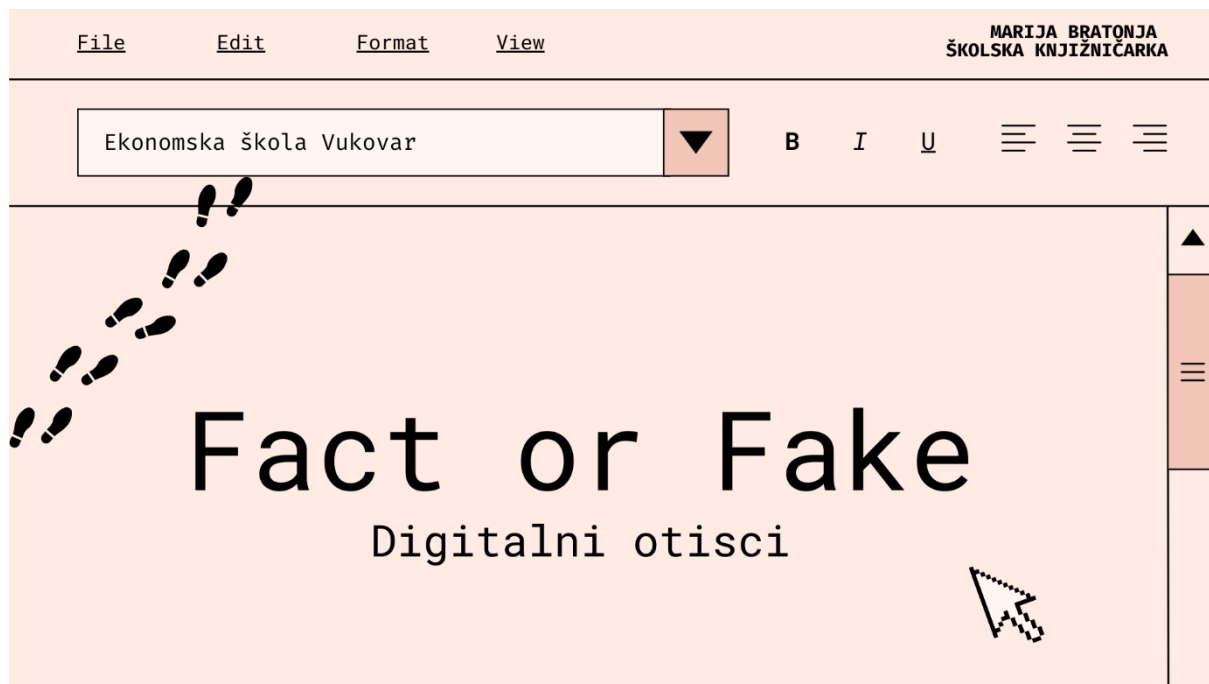 File Edit Format View
MARIJA BRATONJA
ŠKOLSKA KNJIŽNIČARKA
Ekonomska škola Vukovar
B I U
Fact or Fake
Digitalni otisci